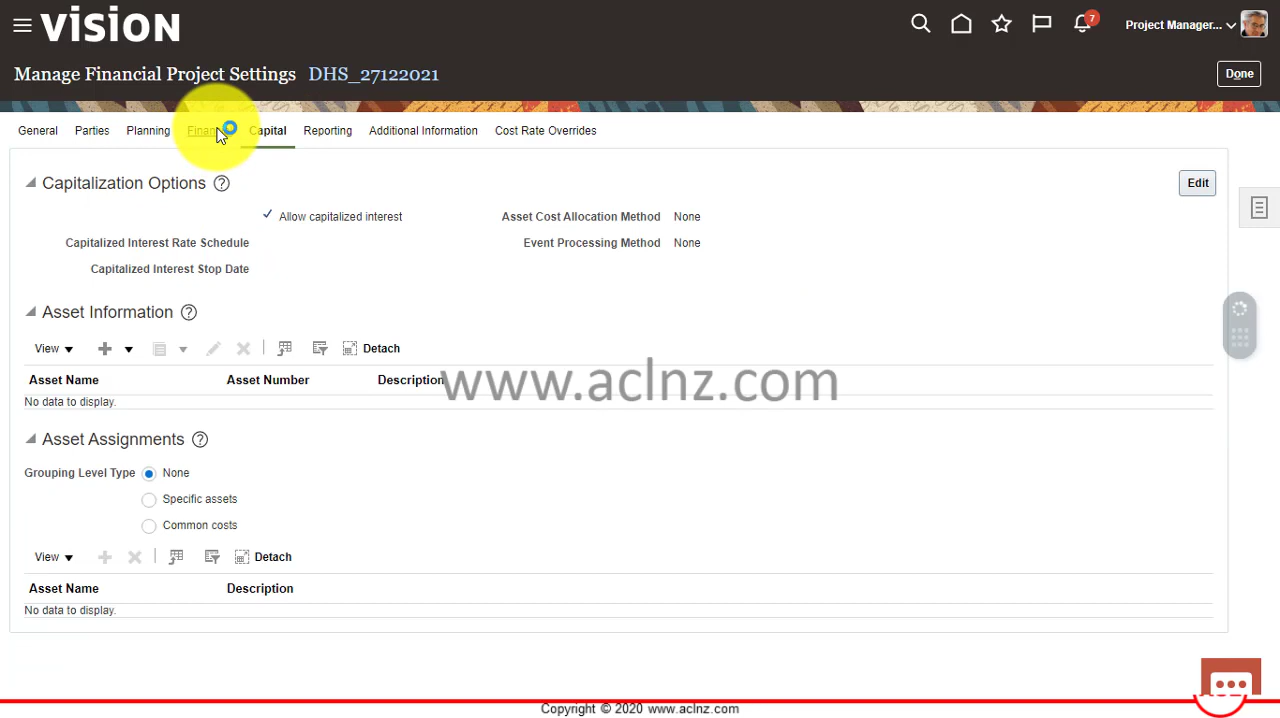 vision
7
Project Manager...
Manage Financial Project Settings DHS_27122021
Done
General Parties Planning Capital Reporting Additional Information Cost Rate Overrides
Capitalization Options ?
Edit
Allow capitalized interest Asset Cost Allocation Method None
Capitalized Interest Rate Schedule Event Processing Method None
Capitalized Interest Stop Date
Asset Information ?
View Detach
Asset Name Asset Number Description
www.aclnz.com
No data to display.
Asset Assignments ?
Grouping Level Type None
Specific assets
Common costs
View Detach
Asset Name Description
No data to display.
Copyright © 2020 www.aclnz.com